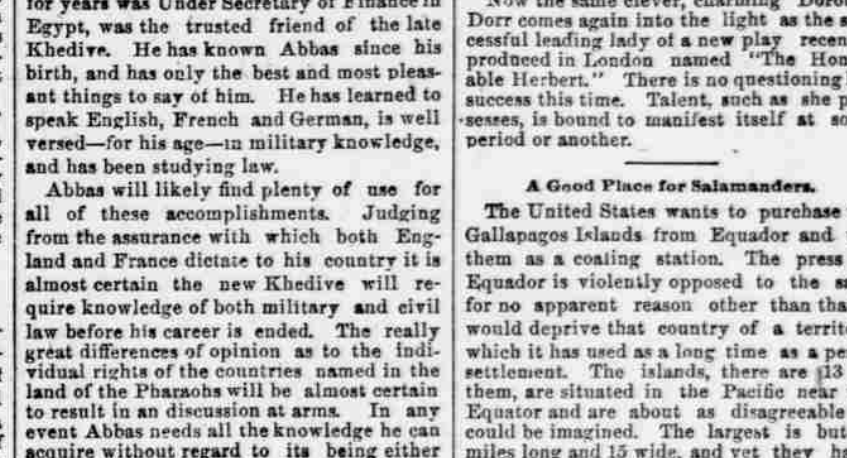 for years was Under Secretary of Finance in
Egypt, was the trusted friend of the late
Khedive. He has known Abbas since his
birth, and has only the best and most pleas-
ant things to say of him. He has learned to
speak English, French and German, is well
versed—for his age—in military knowledge,
and has been studying law.
Abbas will likely find plenty of use for
all of these accomplishments. Judging
from the assurance with which both Eng-
land and France dictate to his country it is
almost certain the new Khedive will re-
quire knowledge of both military and civil
law before his career is ended. The really
great differences of opinion as to the indi-
vidual rights of the countries named in the
land of the Pharaohs will be almost certain
to result in an discussion at arms. In any
event Abbas needs all the knowledge he can
acquire without regard to its being either
Now the same clever, charming
Dorr comes again into the light as the
cessful leading lady of a new play
produced in London named "The
able Herbert." There is no questioning
success this time. Talent, such as she
sesses, is bound to manifest itself at
period or another.
A Good Place for Salamanders.
The United States wants to purchase
Gallapagos Islands from Equador and
them as a coaling station. The press
Equador is violently opposed to the
for no apparent reason other than
would deprive that country of a
which it has used as a long time as a
settlement. The islands, there are 13
them, are situated in the Pacific near
Equator and are about as disagreeable
could be imagined. The largest is but
miles long and 15 wide, and yet they